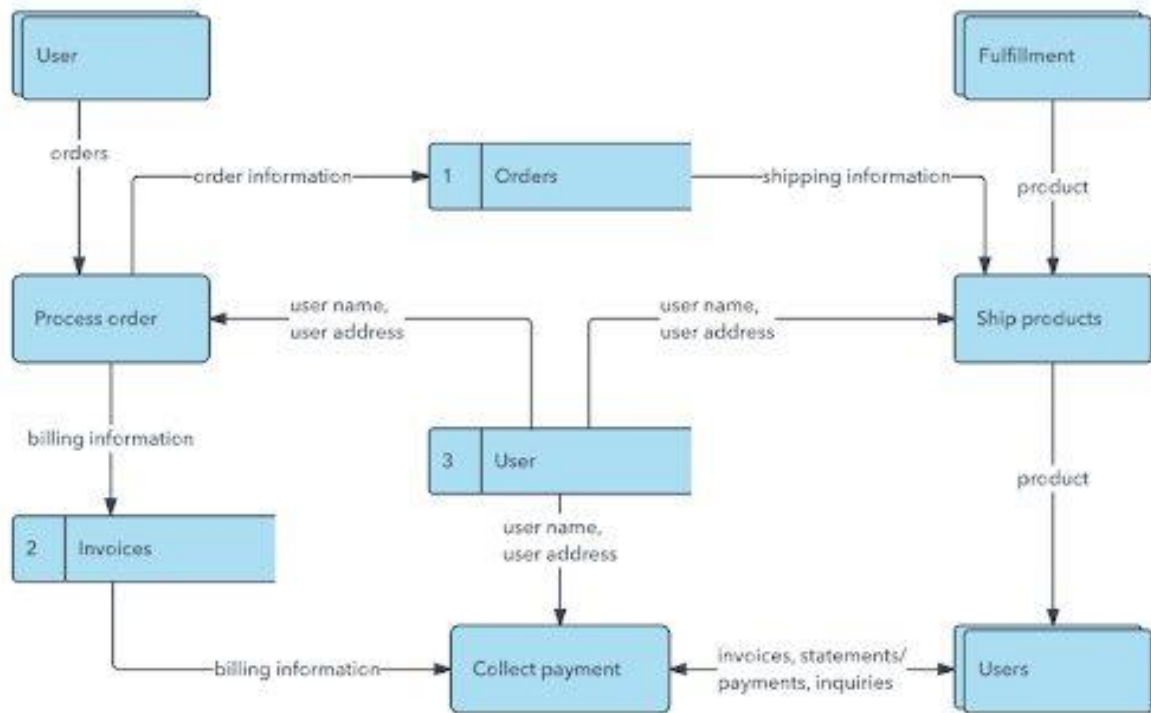 User
Fulfillment
orders
order information
1 Orders
shipping information
product
Process order
user name,
user address
user name,
user address
Ship products
billing information
3 User
product
2 Invoices
user name,
user address
billing information
Collect payment
invoices, statements/
payments, inquiries
Users